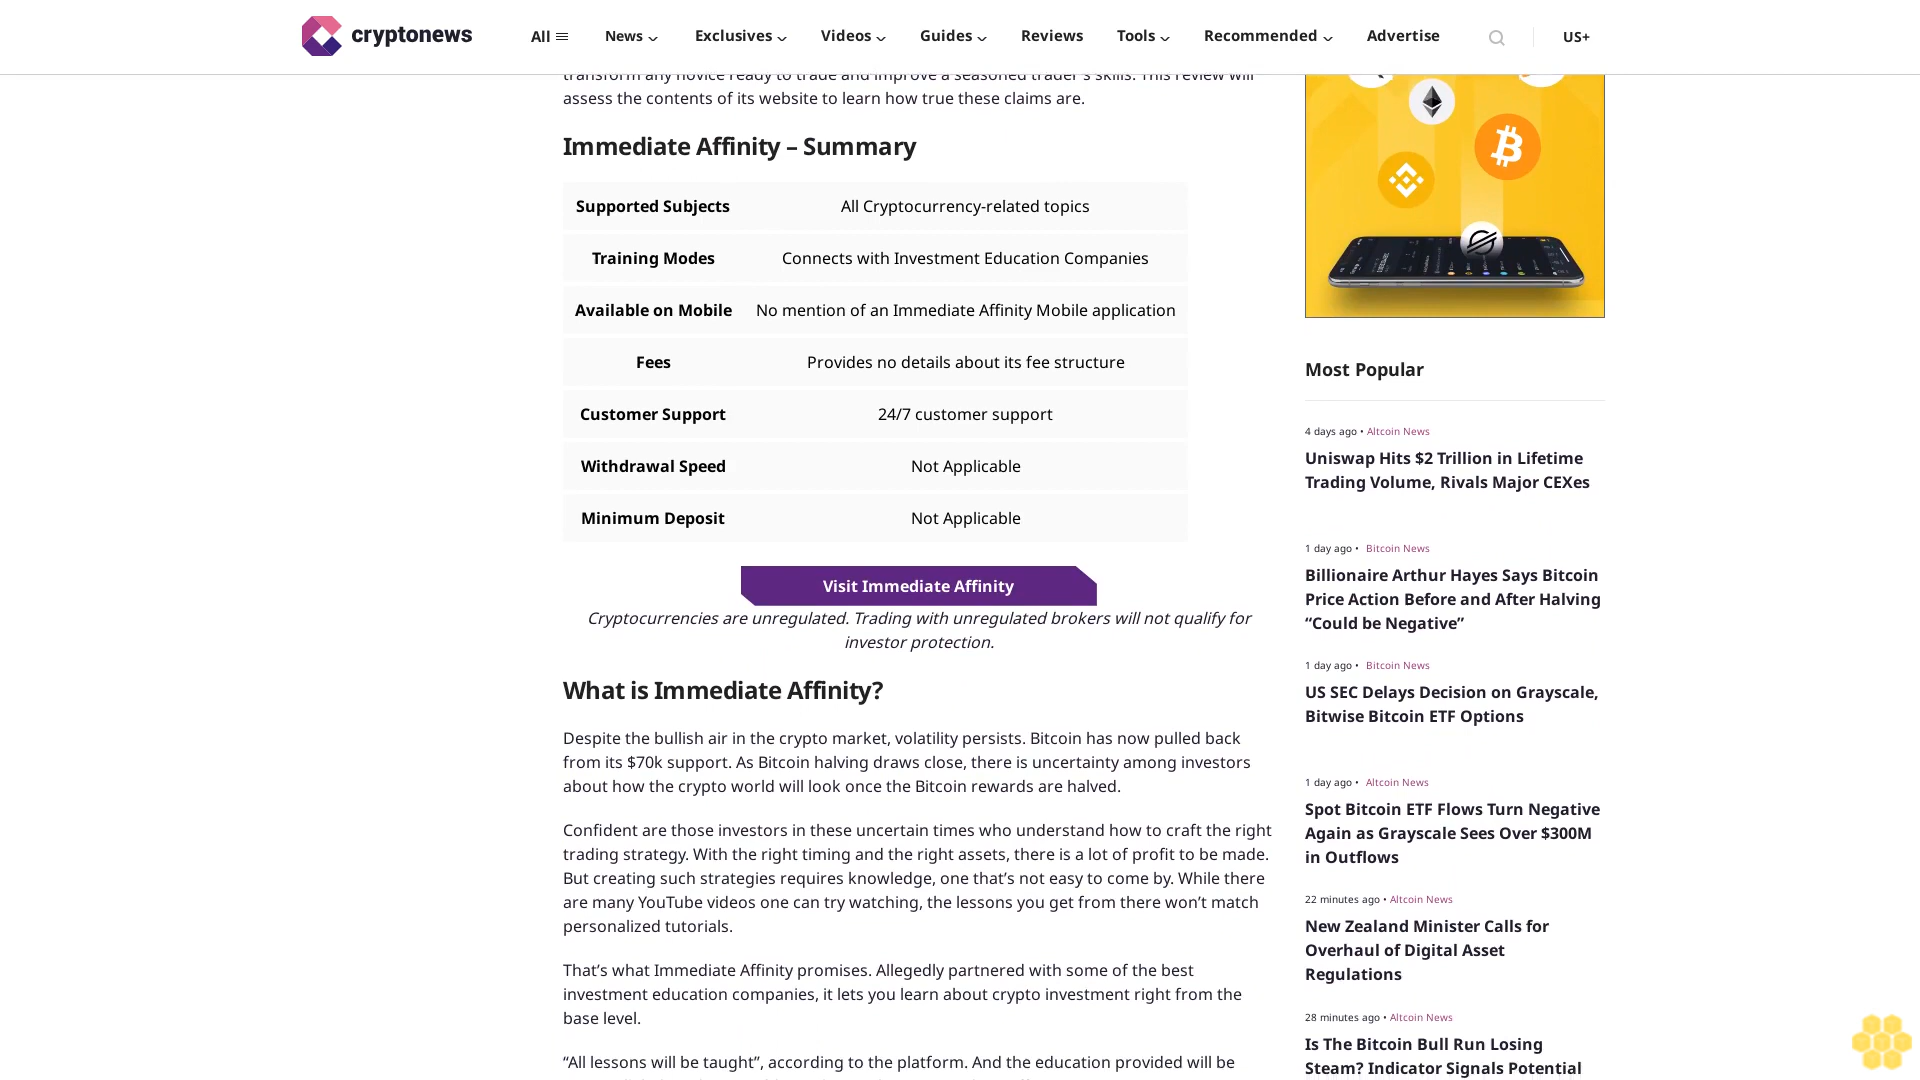 cryptonews
All
News
Exclusives
Videos
Guides
Reviews
Tools
Recommended
Advertise
US+
transform any novice ready to trade and improve a seasoned trader's skills. This review will
assess the contents of its website to learn how true these claims are.
Immediate Affinity – Summary
Supported Subjects All Cryptocurrency-related topics
Training Modes Connects with Investment Education Companies
Available on Mobile No mention of an Immediate Affinity Mobile application
Fees Provides no details about its fee structure
Customer Support 24/7 customer support
Withdrawal Speed Not Applicable
Minimum Deposit Not Applicable
Visit Immediate Affinity
Cryptocurrencies are unregulated. Trading with unregulated brokers will not qualify for
investor protection.
What is Immediate Affinity?
Despite the bullish air in the crypto market, volatility persists. Bitcoin has now pulled back
from its $70k support. As Bitcoin halving draws close, there is uncertainty among investors
about how the crypto world will look once the Bitcoin rewards are halved.
Confident are those investors in these uncertain times who understand how to craft the right
trading strategy. With the right timing and the right assets, there is a lot of profit to be made.
But creating such strategies requires knowledge, one that’s not easy to come by. While there
are many YouTube videos one can try watching, the lessons you get from there won’t match
personalized tutorials.
That’s what Immediate Affinity promises. Allegedly partnered with some of the best
investment education companies, it lets you learn about crypto investment right from the
base level.
“All lessons will be taught”, according to the platform. And the education provided will be
Most Popular
4 days ago • Altcoin News
Uniswap Hits $2 Trillion in Lifetime
Trading Volume, Rivals Major CEXes
1 day ago • Bitcoin News
Billionaire Arthur Hayes Says Bitcoin
Price Action Before and After Halving
“Could be Negative”
1 day ago • Bitcoin News
US SEC Delays Decision on Grayscale,
Bitwise Bitcoin ETF Options
1 day ago • Altcoin News
Spot Bitcoin ETF Flows Turn Negative
Again as Grayscale Sees Over $300M
in Outflows
22 minutes ago • Altcoin News
New Zealand Minister Calls for
Overhaul of Digital Asset
Regulations
28 minutes ago • Altcoin News
Is The Bitcoin Bull Run Losing
Steam? Indicator Signals Potential